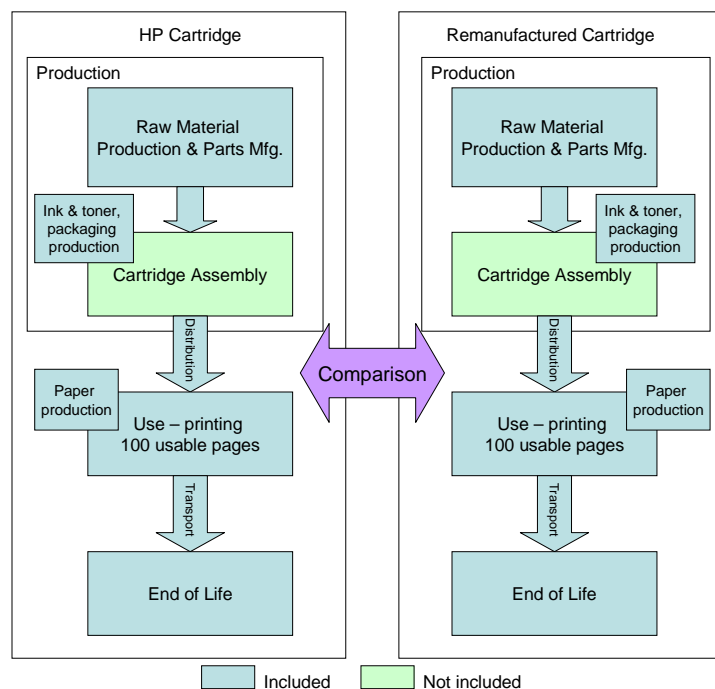 HP Cartridge
Production
Raw Material
Production & Parts Mfg.
Ink & toner,
packaging
production
Cartridge Assembly
Distribution
Paper
production
Use – printing
100 usable pages
Transport
End of Life
Comparison
Remanufactured Cartridge
Production
Raw Material
Production & Parts Mfg.
Ink & toner,
packaging
production
Cartridge Assembly
Distribution
Paper
production
Use – printing
100 usable pages
Transport
End of Life
Included
Not included